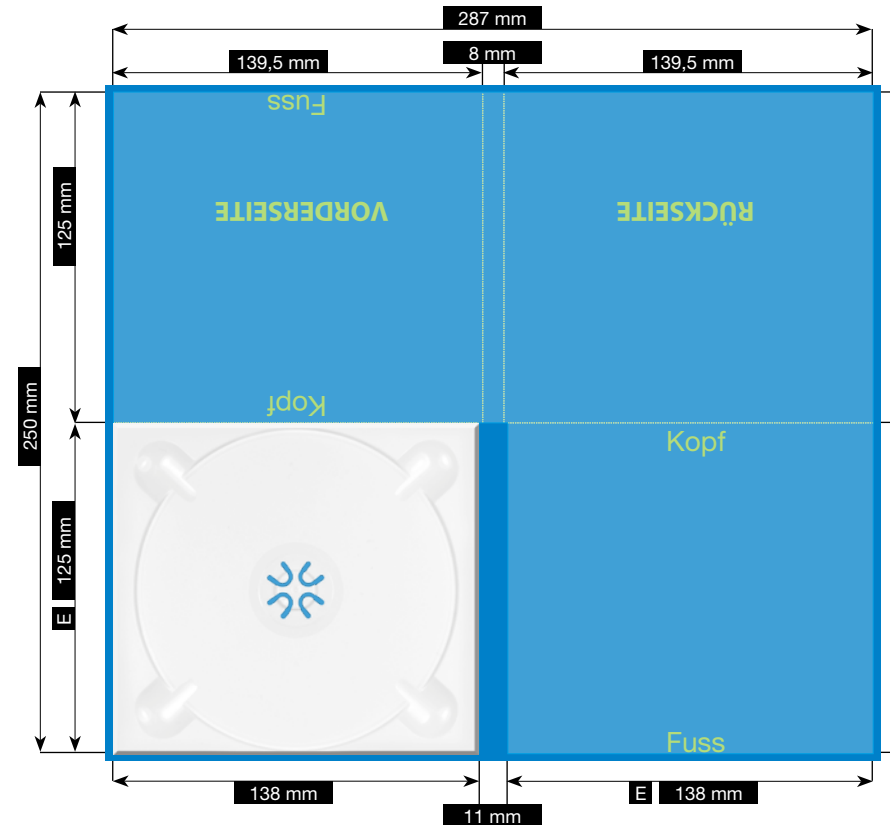 287 mm
139,5 mm
8 mm
139,5 mm
Fuss
125 mm
VORDERSEITE
RÜCKSEITE
250 mm
Kopf
Kopf
E 125 mm
Fuss
138 mm
E 138 mm
11 mm